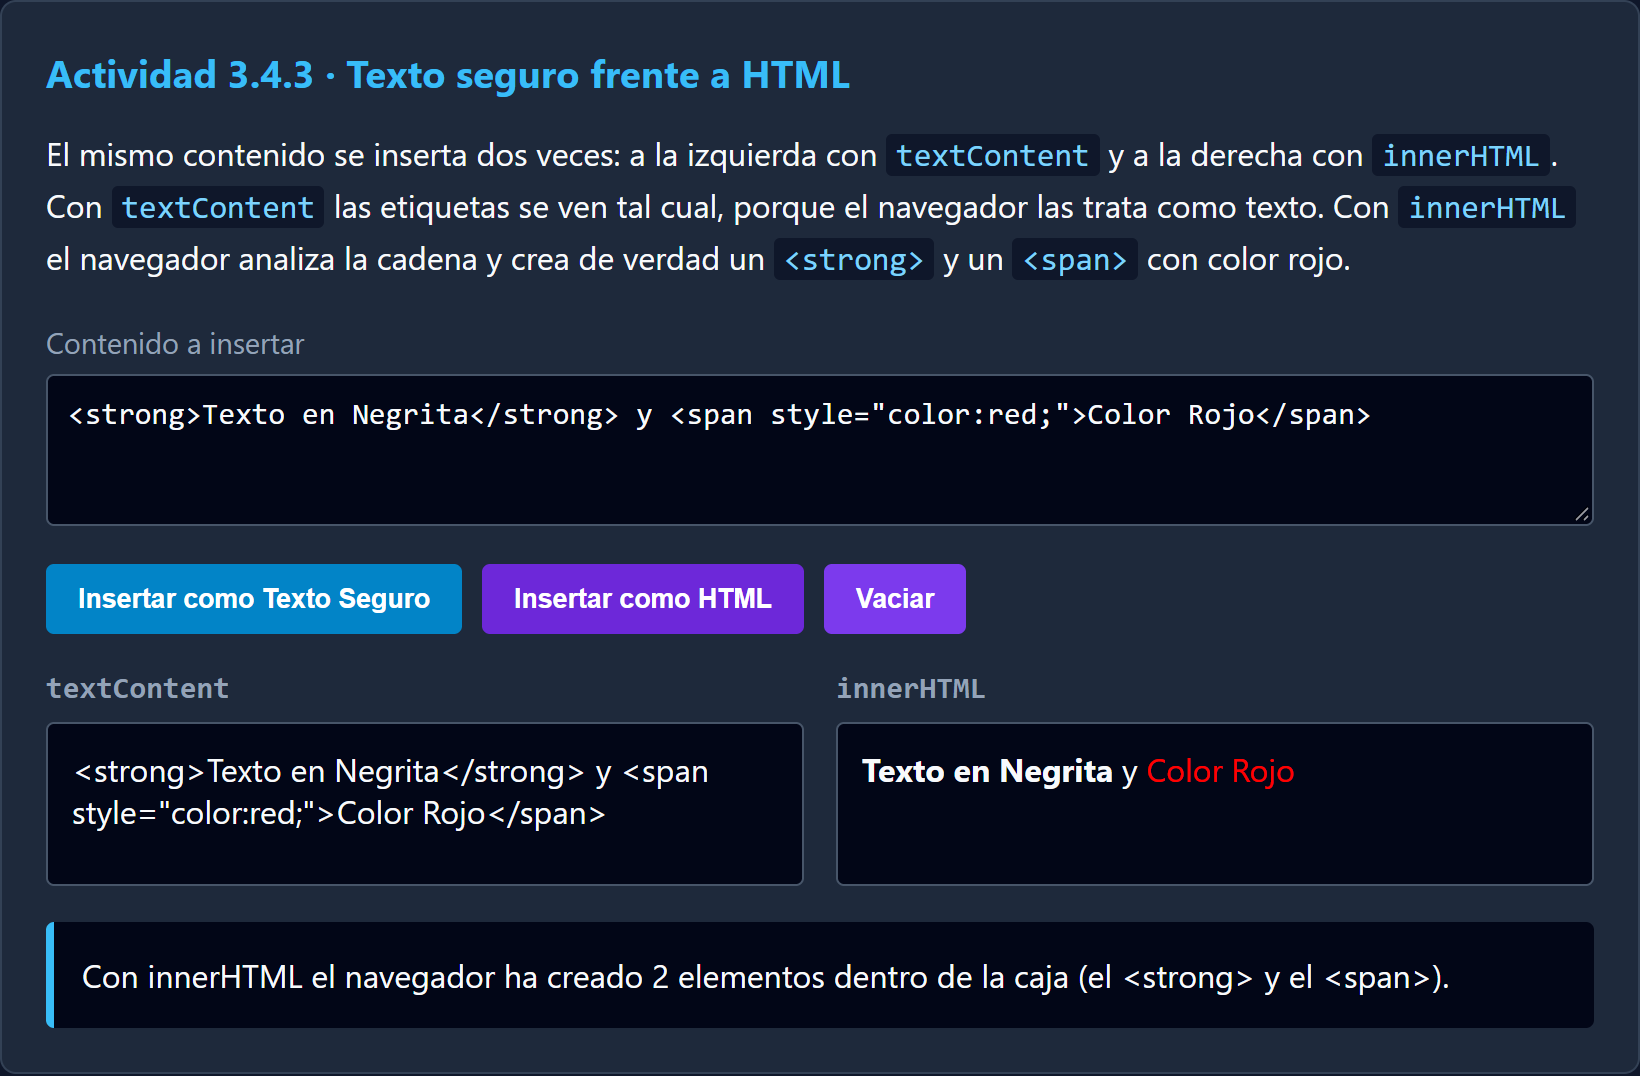 Actividad 3.4.3 · Texto seguro frente a HTML
El mismo contenido se inserta dos veces: a la izquierda con textContent y a la derecha con innerHTML.
Con textContent las etiquetas se ven tal cual, porque el navegador las trata como texto. Con innerHTML
el navegador analiza la cadena y crea de verdad un <strong> y un <span> con color rojo.
Contenido a insertar
<strong>Texto en Negrita</strong> y <span style="color:red;">Color Rojo</span>
Insertar como Texto Seguro
Insertar como HTML
Vaciar
textContent
<strong>Texto en Negrita</strong> y <span
style="color:red;">Color Rojo</span>
innerHTML
Texto en Negrita y Color Rojo
Con innerHTML el navegador ha creado 2 elementos dentro de la caja (el <strong> y el <span>).